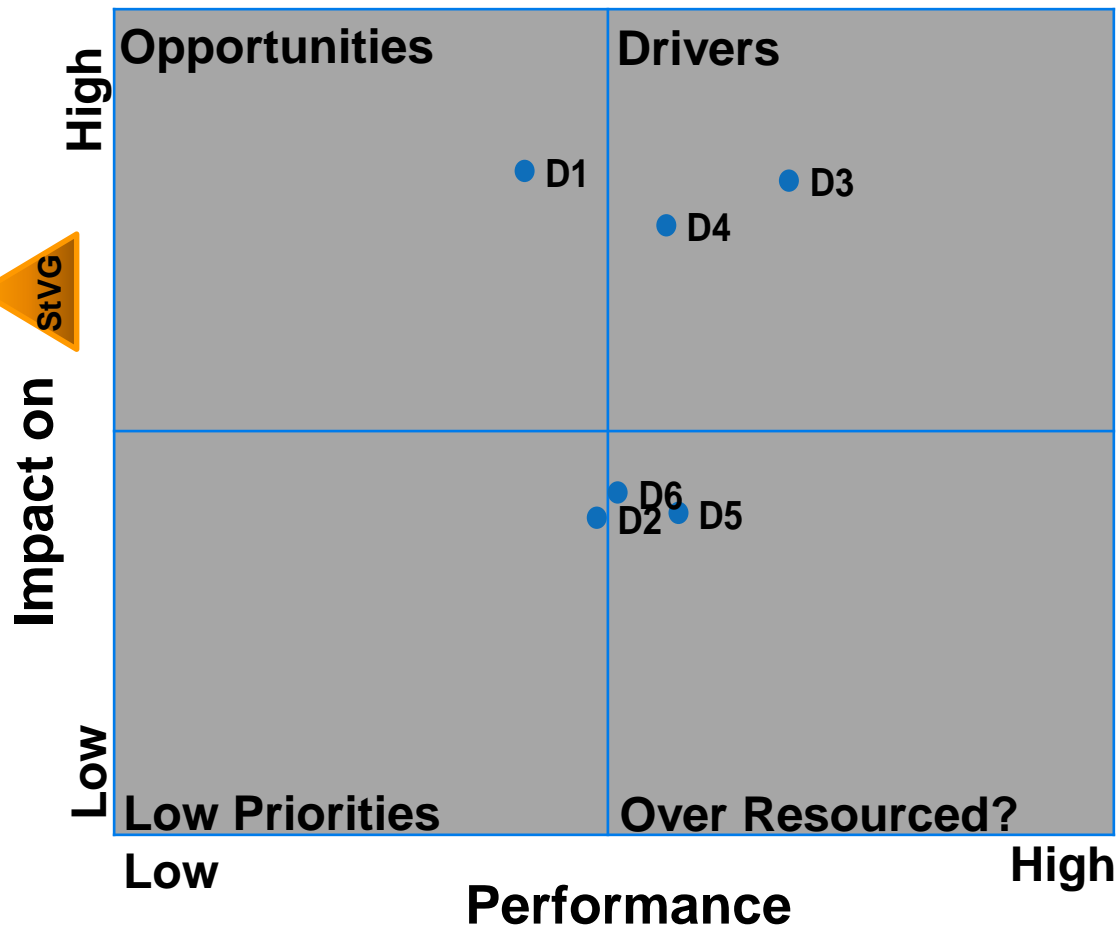 Opportunities
Drivers
High
D1
D3
D4
StVG
Impact on
D6
D2
D5
Low
Low Priorities
Over Resourced?
Low
High
Performance